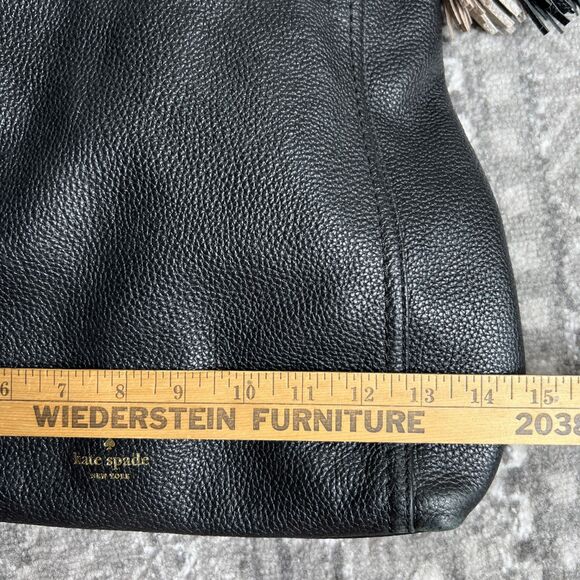 6 7 8 9 10 11 12 13 14 15
WIEDERSTEIN FURNITURE 2038
kate spade
NEW YORK